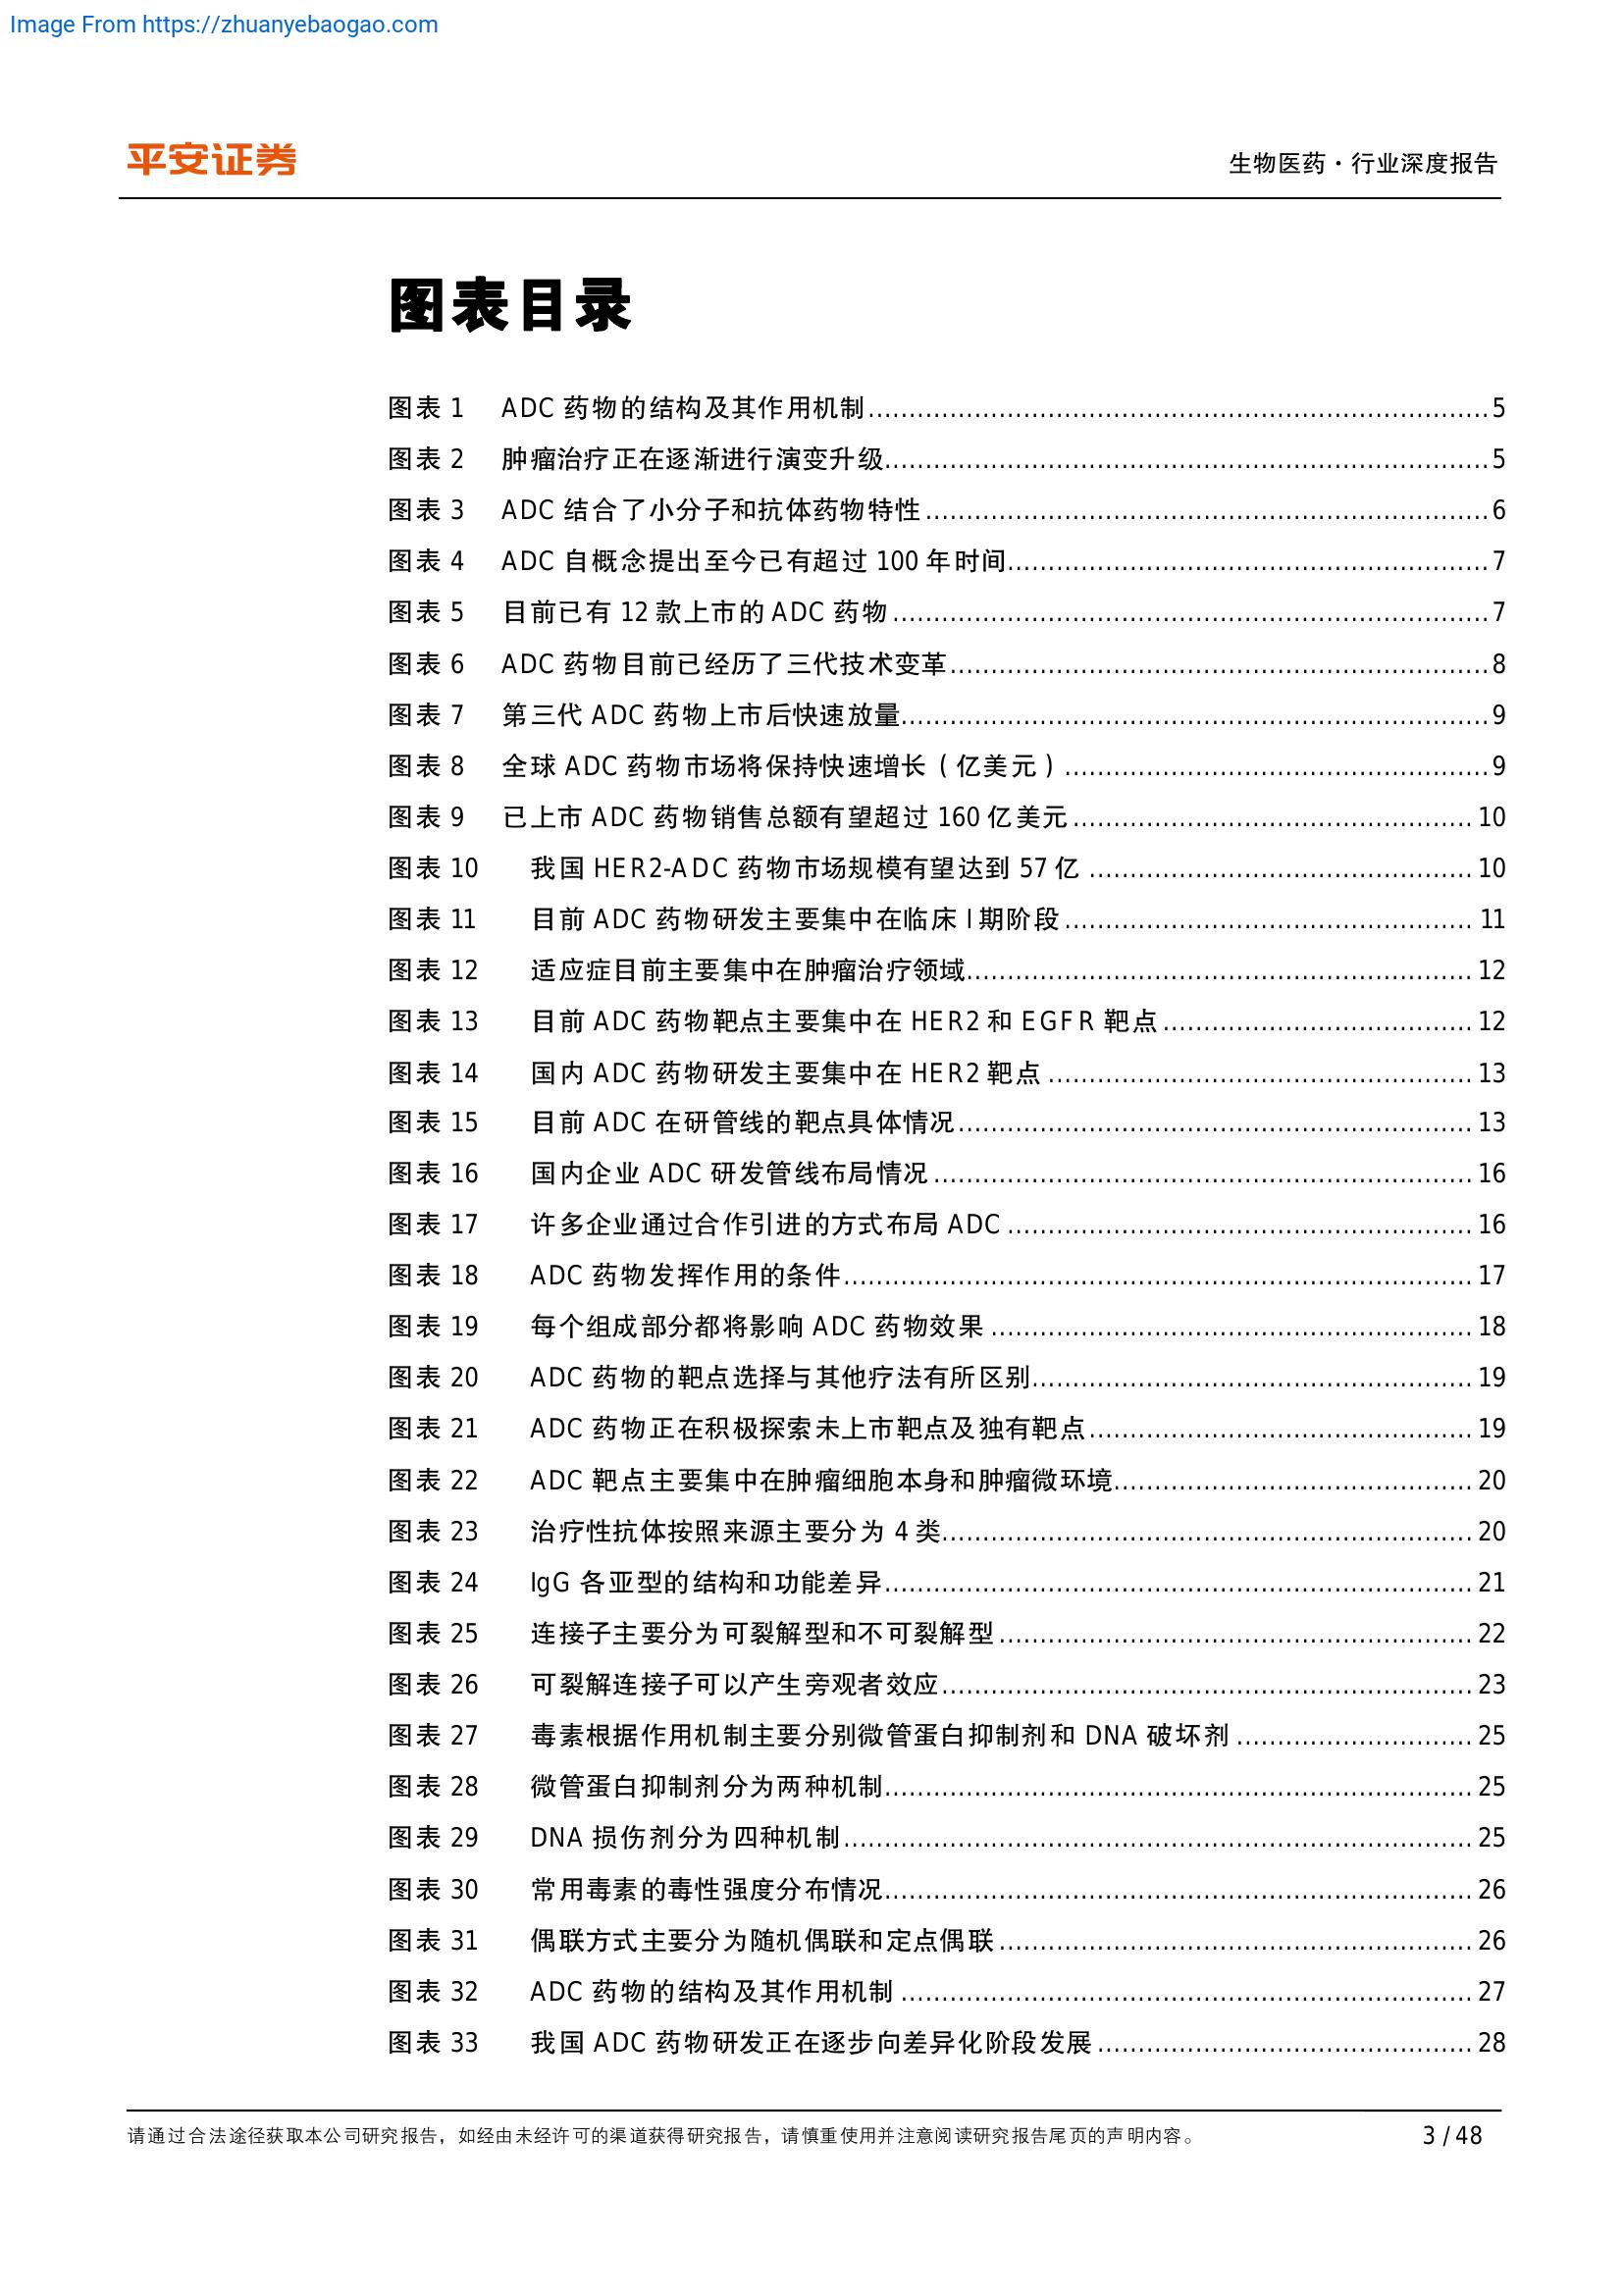 Image From https://zhuanyebaogao.com
平安证券
生物医药·行业深度报告
图表目录
图表 1 ADC 药物的结构及其作用机制 5
图表 2 肿瘤治疗正在逐渐进行演变升级 5
图表 3 ADC 结合了小分子和抗体药物特性 6
图表 4 ADC 自概念提出至今已有超过 100 年时间 7
图表 5 目前已有 12 款上市的 ADC 药物 7
图表 6 ADC 药物目前已经历了三代技术变革 8
图表 7 第三代 ADC 药物上市后快速放量 9
图表 8 全球 ADC 药物市场将保持快速增长(亿美元) 9
图表 9 已上市 ADC 药物销售总额有望超过 160 亿美元 10
图表 10 我国 HER2-ADC 药物市场规模有望达到 57 亿 10
图表 11 目前 ADC 药物研发主要集中在临床 I 期阶段 11
图表 12 适应症目前主要集中在肿瘤治疗领域 12
图表 13 目前 ADC 药物靶点主要集中在 HER2 和 EGFR 靶点 12
图表 14 国内 ADC 药物研发主要集中在 HER2 靶点 13
图表 15 目前 ADC 在研管线的靶点具体情况 13
图表 16 国内企业 ADC 研发管线布局情况 16
图表 17 许多企业通过合作引进的方式布局 ADC 16
图表 18 ADC 药物发挥作用的条件 17
图表 19 每个组成部分都将影响 ADC 药物效果 18
图表 20 ADC 药物的靶点选择与其他疗法有所区别 19
图表 21 ADC 药物正在积极探索未上市靶点及独有靶点 19
图表 22 ADC 靶点主要集中在肿瘤细胞本身和肿瘤微环境 20
图表 23 治疗性抗体按照来源主要分为 4 类 20
图表 24 IgG 各亚型的结构和功能差异 21
图表 25 连接子主要分为可裂解型和不可裂解型 22
图表 26 可裂解连接子可以产生旁观者效应 23
图表 27 毒素根据作用机制主要分别微管蛋白抑制剂和 DNA 破坏剂 25
图表 28 微管蛋白抑制剂分为两种机制 25
图表 29 DNA 损伤剂分为四种机制 25
图表 30 常用毒素的毒性强度分布情况 26
图表 31 偶联方式主要分为随机偶联和定点偶联 26
图表 32 ADC 药物的结构及其作用机制 27
图表 33 我国 ADC 药物研发正在逐步向差异化阶段发展 28
请通过合法途径获取本公司研究报告，如经由未经许可的渠道获得研究报告，请慎重使用并注意阅读研究报告尾页的声明内容。
3 / 48